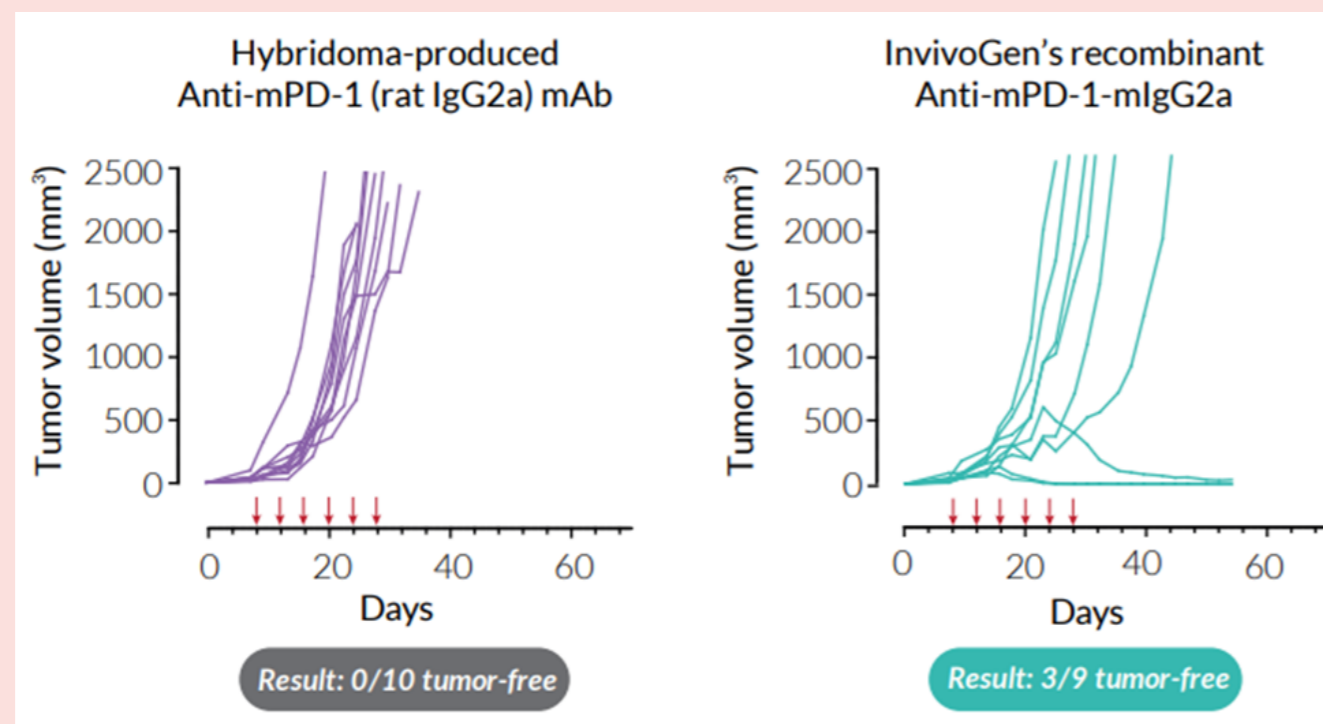 Hybridoma-produced
Anti-mPD-1 (rat IgG2a) mAb
Tumor volume (mm³)
2500
2000
1500
1000
500
0
0 20 40 60
Days
Result: 0/10 tumor-free
InvivoGen’s recombinant
Anti-mPD-1-mIgG2a
Tumor volume (mm³)
2500
2000
1500
1000
500
0
0 20 40 60
Days
Result: 3/9 tumor-free